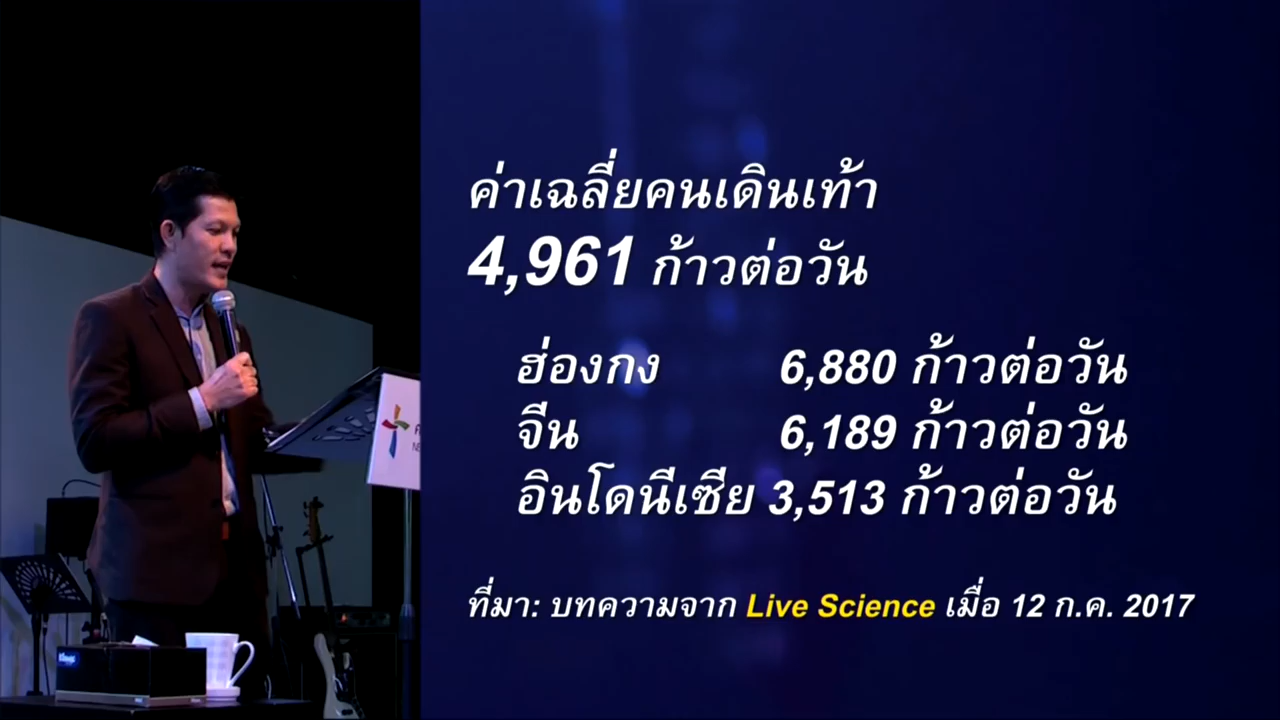 ค่าเฉลี่ยคนเดินเท้า
4,961 ก้าวต่อวัน
ฮ่องกง 6,880 ก้าวต่อวัน
จีน 6,189 ก้าวต่อวัน
อินโดนีเซีย 3,513 ก้าวต่อวัน
ที่มา: บทความจาก Live Science เมื่อ 12 ก.ค. 2017